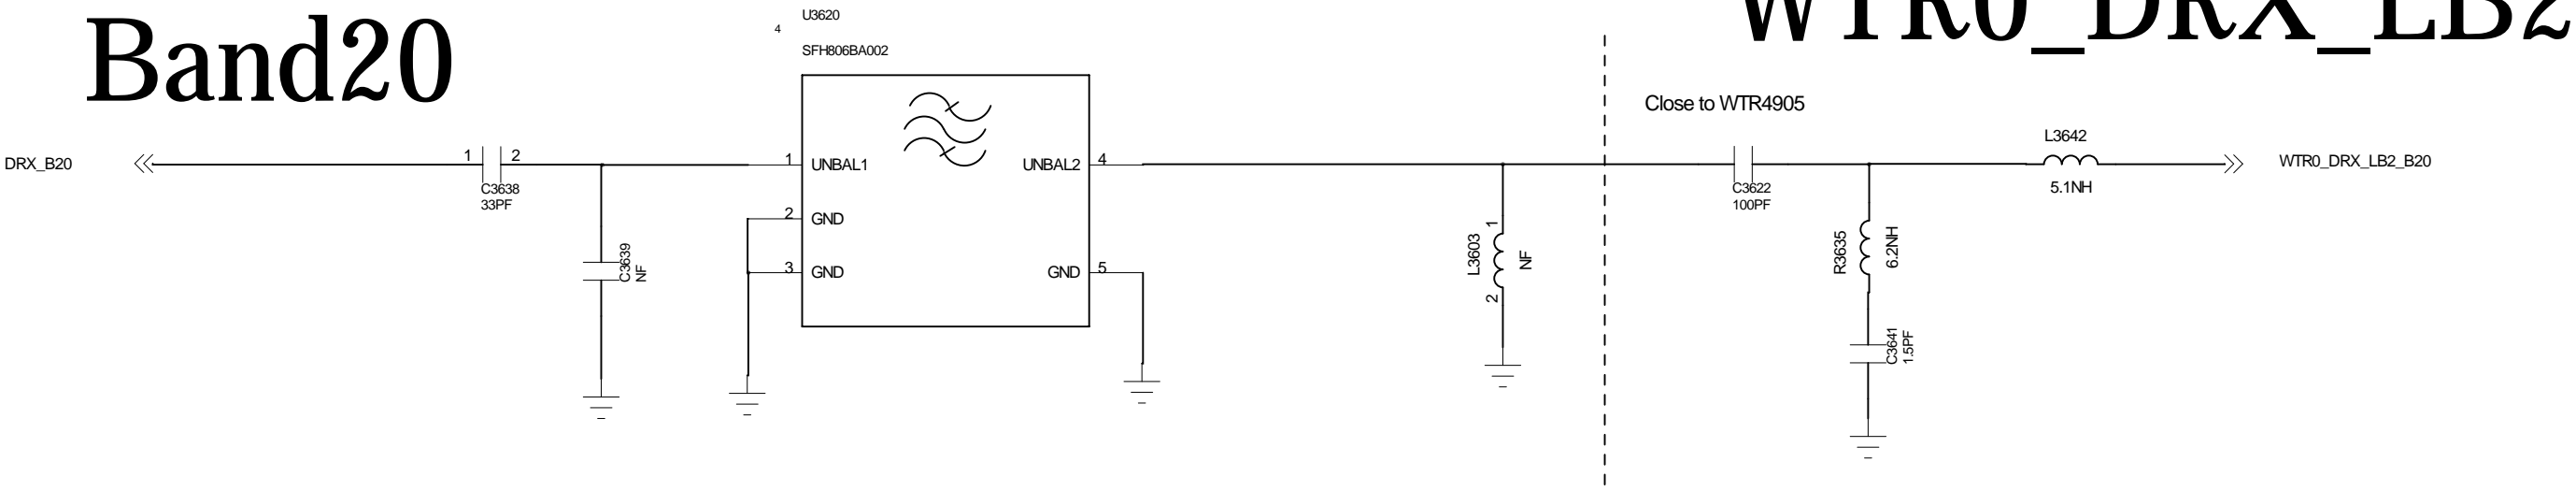 Band20
U3620
4
SFH806BA002
WTR0_DRX_LB2
Close to WTR4905
DRX_B20
1
2
C3638
33PF
C3639
NF
1
UNBAL1
2
GND
3
GND
UNBAL2
4
GND
5
L3603
1
2
NF
C3622
100PF
R3635
6.2NH
C3641
1.5PF
L3642
5.1NH
WTR0_DRX_LB2_B20